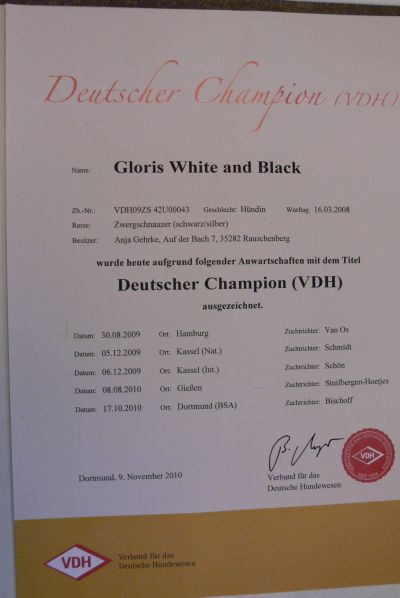 Deutscher Champion (VDH)
Name: Gloris White and Black
Zb.-Nr.: VDH09ZS 42U00043 Geschlecht: Hündin Wurftag: 16.03.2008
Rasse: Zwergschnauzer (schwarz/silber)
Besitzer: Anja Gehrke, Auf der Bach 7, 35282 Rauschenberg
wurde heute aufgrund folgender Anwartschaften mit dem Titel
Deutscher Champion (VDH)
ausgezeichnet.
Datum: 30.08.2009 Ort: Hamburg Zuchtrichter: Van Os
Datum: 05.12.2009 Ort: Kassel (Nat.) Zuchtrichter: Schmidt
Datum: 06.12.2009 Ort: Kassel (Int.) Zuchtrichter: Schön
Datum: 08.08.2010 Ort: Gießen Zuchtrichter: Stuifbergen-Hoetjes
Datum: 17.10.2010 Ort: Dortmund (BSA) Zuchtrichter: Bischoff
VDH
Dortmund, 9. November 2010
Verband für das
Deutsche Hundewesen
VDH
Verband für das
Deutsche Hundewesen